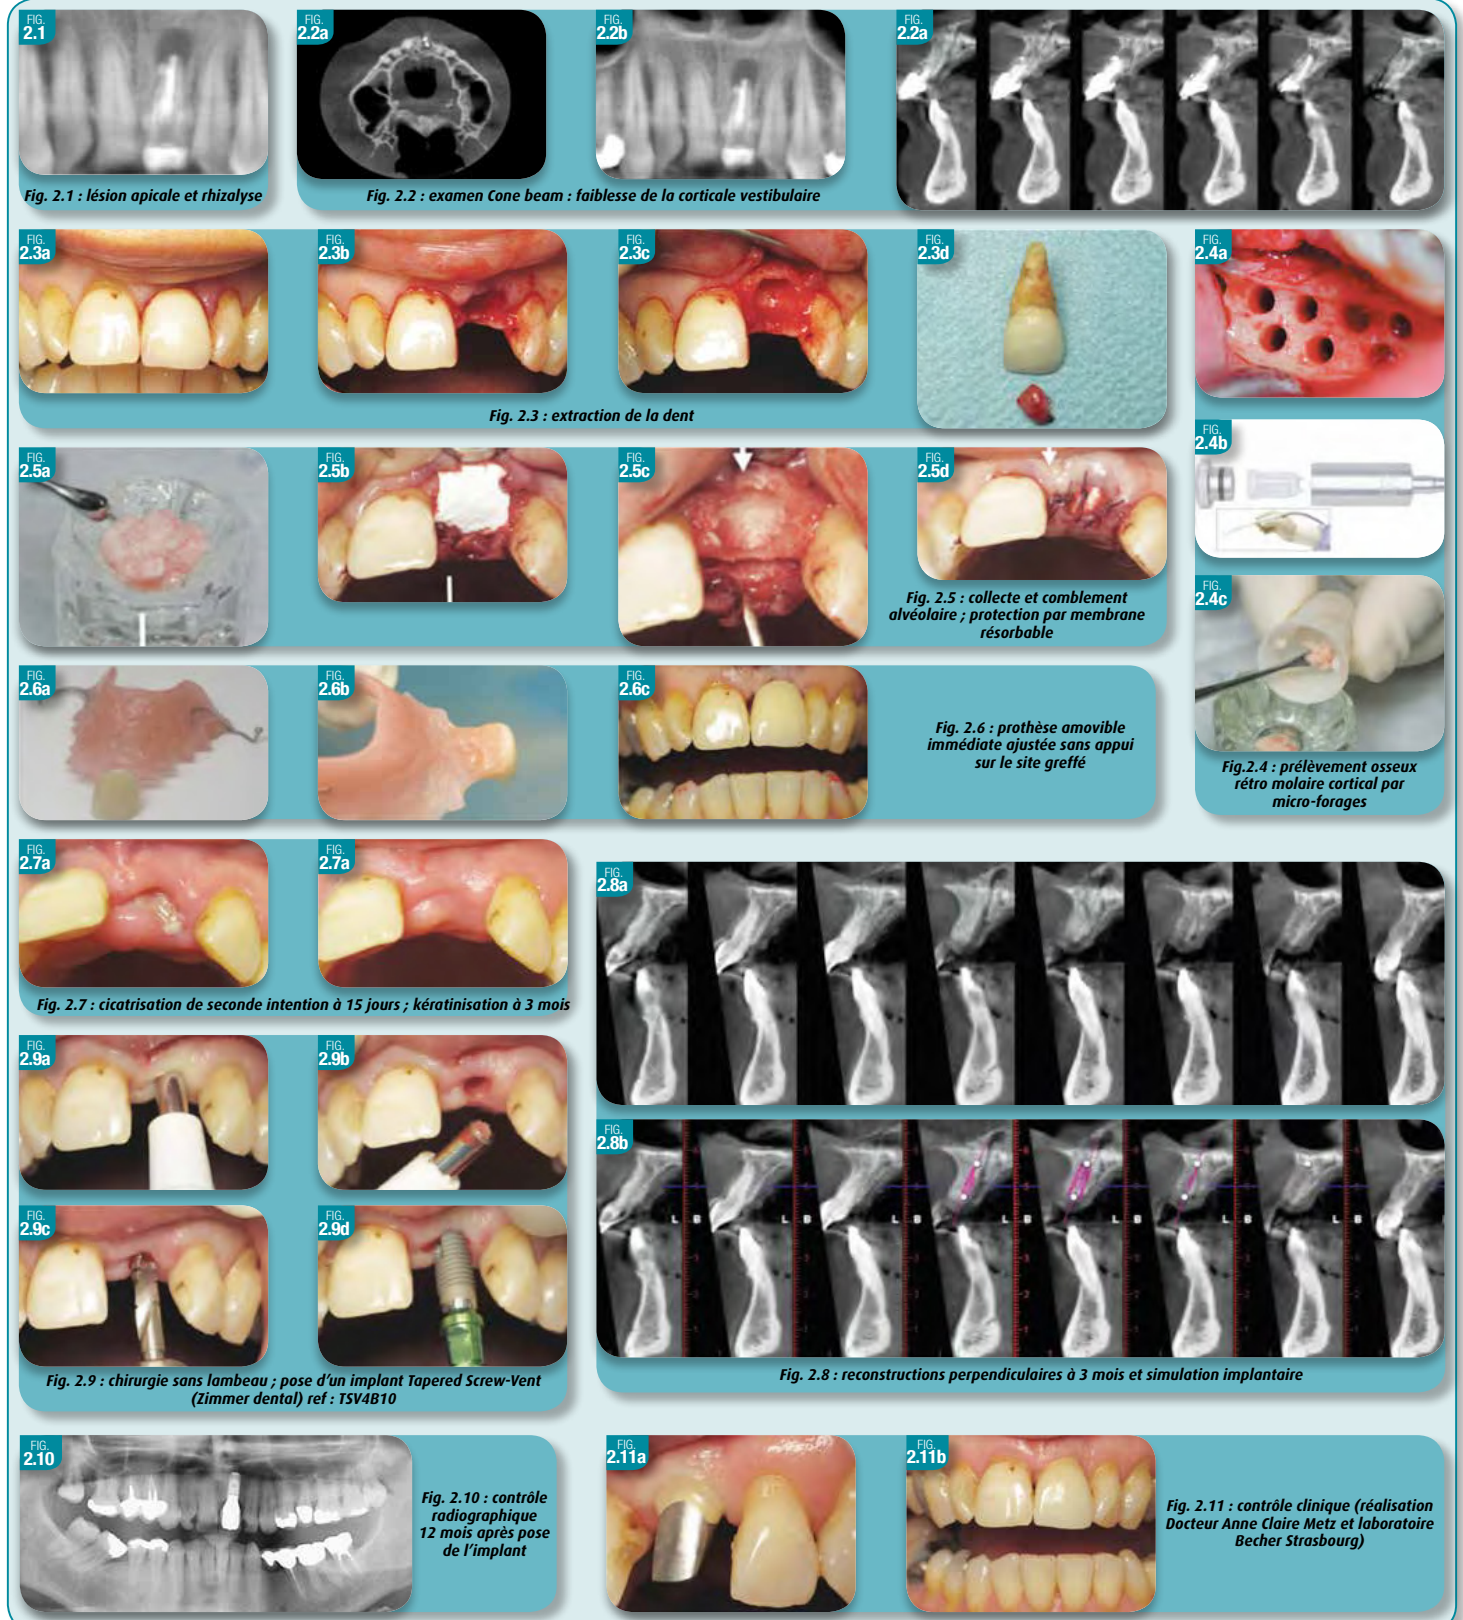 FIG.
2.1
FIG.
2.2a
FIG.
2.2b
FIG.
2.2a
Fig. 2.1 : lésion apicale et rhizalyse
Fig. 2.2 : examen Cone beam : faiblesse de la corticale vestibulaire
FIG.
2.3a
FIG.
2.3b
FIG.
2.3c
FIG.
2.3d
Fig. 2.3 : extraction de la dent
FIG.
2.4a
FIG.
2.4b
FIG.
2.4c
Fig.2.4 : prélèvement osseux
rétro molaire cortical par
micro-forages
FIG.
2.5a
FIG.
2.5b
FIG.
2.5c
FIG.
2.5d
Fig. 2.5 : collecte et comblement
alvéolaire ; protection par membrane
résorbable
FIG.
2.6a
FIG.
2.6b
FIG.
2.6c
Fig. 2.6 : prothèse amovible
immédiate ajustée sans appui
sur le site greffé
FIG.
2.7a
FIG.
2.7a
Fig. 2.7 : cicatrisation de seconde intention à 15 jours ; kératinisation à 3 mois
FIG.
2.8a
FIG.
2.8b
L B
L B
L B
L B
L B
L B
Fig. 2.8 : reconstructions perpendiculaires à 3 mois et simulation implantaire
FIG.
2.9a
FIG.
2.9b
FIG.
2.9c
FIG.
2.9d
Fig. 2.9 : chirurgie sans lambeau ; pose d'un implant Tapered Screw-Vent
(Zimmer dental) ref : TSV4B10
FIG.
2.10
Fig. 2.10 : contrôle
radiographique
12 mois après pose
de l'implant
FIG.
2.11a
FIG.
2.11b
Fig. 2.11 : contrôle clinique (réalisation
Docteur Anne Claire Metz et laboratoire
Becher Strasbourg)